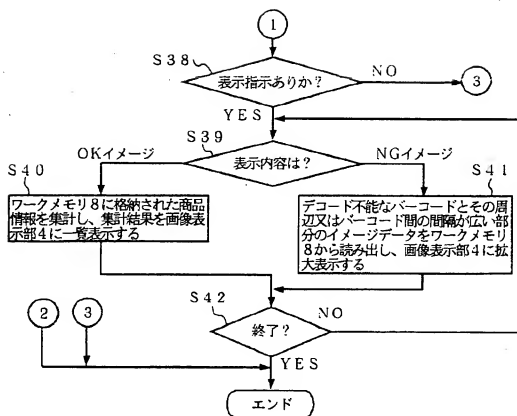 1
S38
表示指示ありか?
NO
3
YES
S39
OKイメージ
表示内容は?
NGイメージ
S40
S41
ワークメモリ8に格納された商品
情報を集計し、集計結果を画像表
示部4に一覧表示する
デコード不能なバーコードとその周
辺又はバーコード間の間隔が広い部
分のイメージデータをワークメモリ
8から読み出し、画像表示部4に拡
大表示する
S42
2
3
終了?
NO
YES
エンド